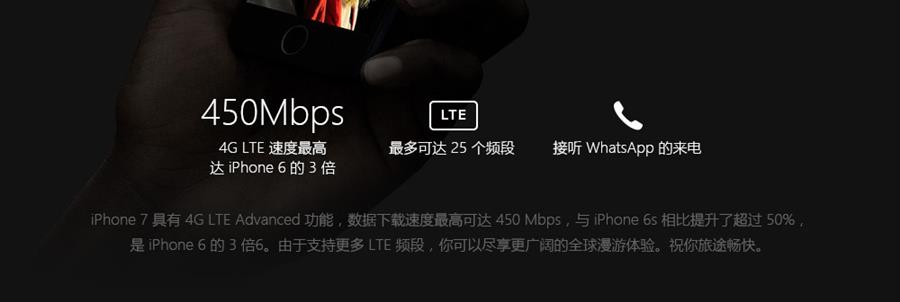 450Mbps
4G LTE 速度最高
达 iPhone 6 的 3 倍
LTE
最多可达 25 个频段
接听 WhatsApp 的来电
iPhone 7 具有 4G LTE Advanced 功能，数据下载速度最高可达 450 Mbps，与 iPhone 6s 相比提升了超过 50%，
是 iPhone 6 的 3 倍6。由于支持更多 LTE 频段，你可以尽享更广阔的全球漫游体验。祝你旅途畅快。